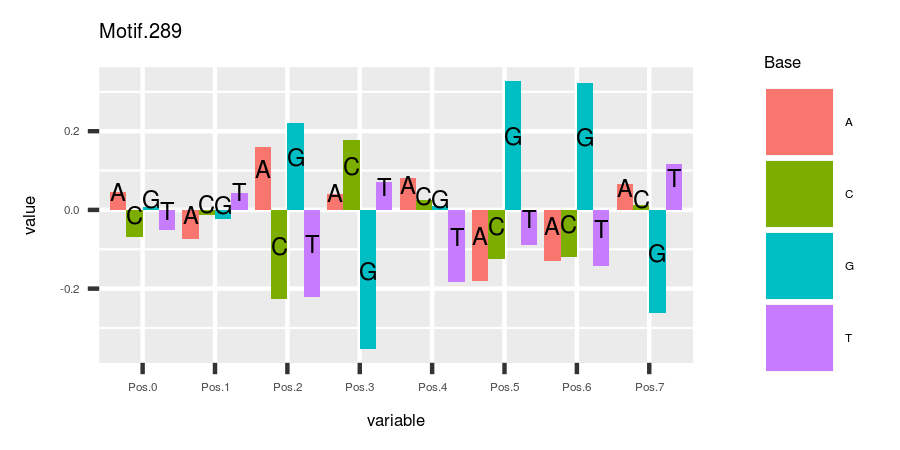 Motif.289
value
0.2
0.0
-0.2
A C G T
A C G T
A C G T
A C G T
A C G T
A C G T
A C G T
A C G T
Pos.0 Pos.1 Pos.2 Pos.3 Pos.4 Pos.5 Pos.6 Pos.7
variable
Base
A
C
G
T